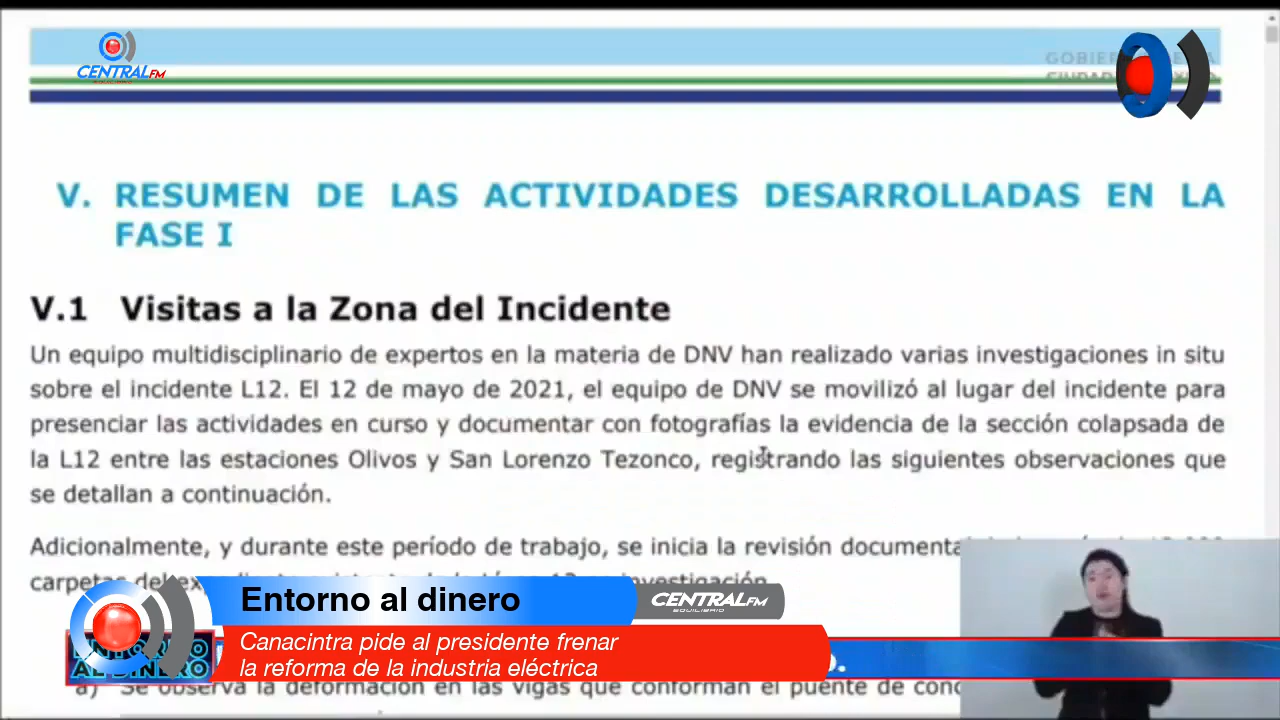 CENTRAL FM
V. RESUMEN DE LAS ACTIVIDADES DESARROLLADAS EN LA
FASE I
V.1 Visitas a la Zona del Incidente
Un equipo multidisciplinario de expertos en la materia de DNV han realizado varias investigaciones in situ
sobre el incidente L12. El 12 de mayo de 2021, el equipo de DNV se movilizó al lugar del incidente para
presenciar las actividades en curso y documentar con fotografías la evidencia de la sección colapsada de
la L12 entre las estaciones Olivos y San Lorenzo Tezonco, registrando las siguientes observaciones que
se detallan a continuación.
Adicionalmente, y durante este período de trabajo, se inicia la revisión
carpetas
Entorno al dinero
CENTRAL FM
EQUILIBRIO
Canacintra pide al presidente frenar
la reforma de la industria eléctrica
ENTORNO
AL DINERO
a) Se observa la deformación en las vigas que conforman el puente de